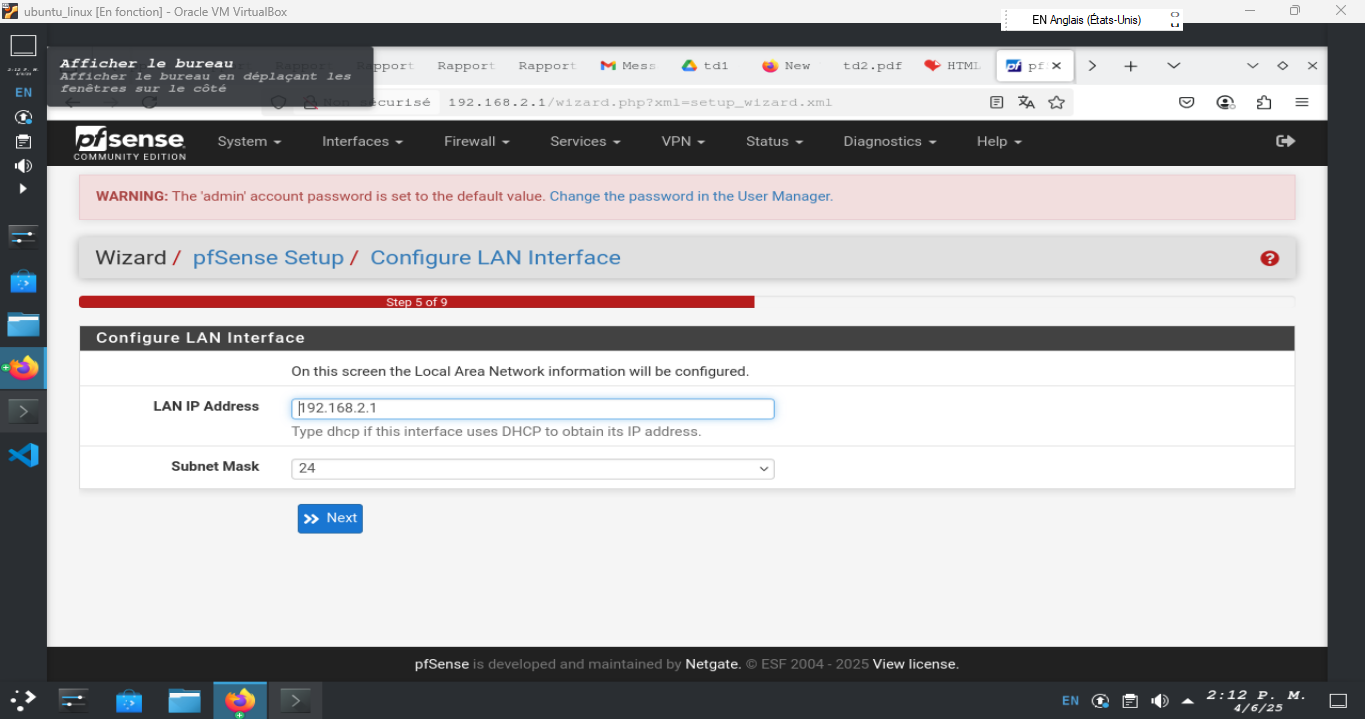 ubuntu_linux [En fonction] - Oracle VM VirtualBox
EN Anglais (États-Unis)
Afficher le bureau
Afficher le bureau en déplaçant les
fenêtres sur le côté
Rapport Rapport Mess td1 New td2.pdf HTML pf
EN
192.168.2.1/wizard.php?xml=setup_wizard.xml
pfsense
COMMUNITY EDITION
System Interfaces Firewall Services VPN Status Diagnostics Help
WARNING: The 'admin' account password is set to the default value. Change the password in the User Manager.
Wizard / pfSense Setup / Configure LAN Interface
Step 5 of 9
Configure LAN Interface
On this screen the Local Area Network information will be configured.
LAN IP Address 192.168.2.1
Type dhcp if this interface uses DHCP to obtain its IP address.
Subnet Mask 24
Next
pfSense is developed and maintained by Netgate. © ESF 2004 - 2025 View license.
EN 2:12 P. M.
4/6/25